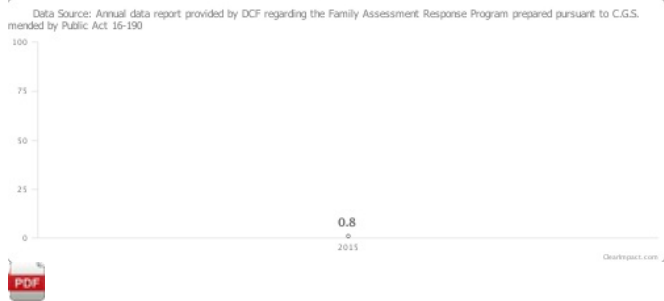 Data Source: Annual data report provided by DCF regarding the Family Assessment Response Program prepared pursuant to C.G.S.
mended by Public Act 16-190
100
75
50
25
0.8
0
2015
ClearImpact.com
PDF